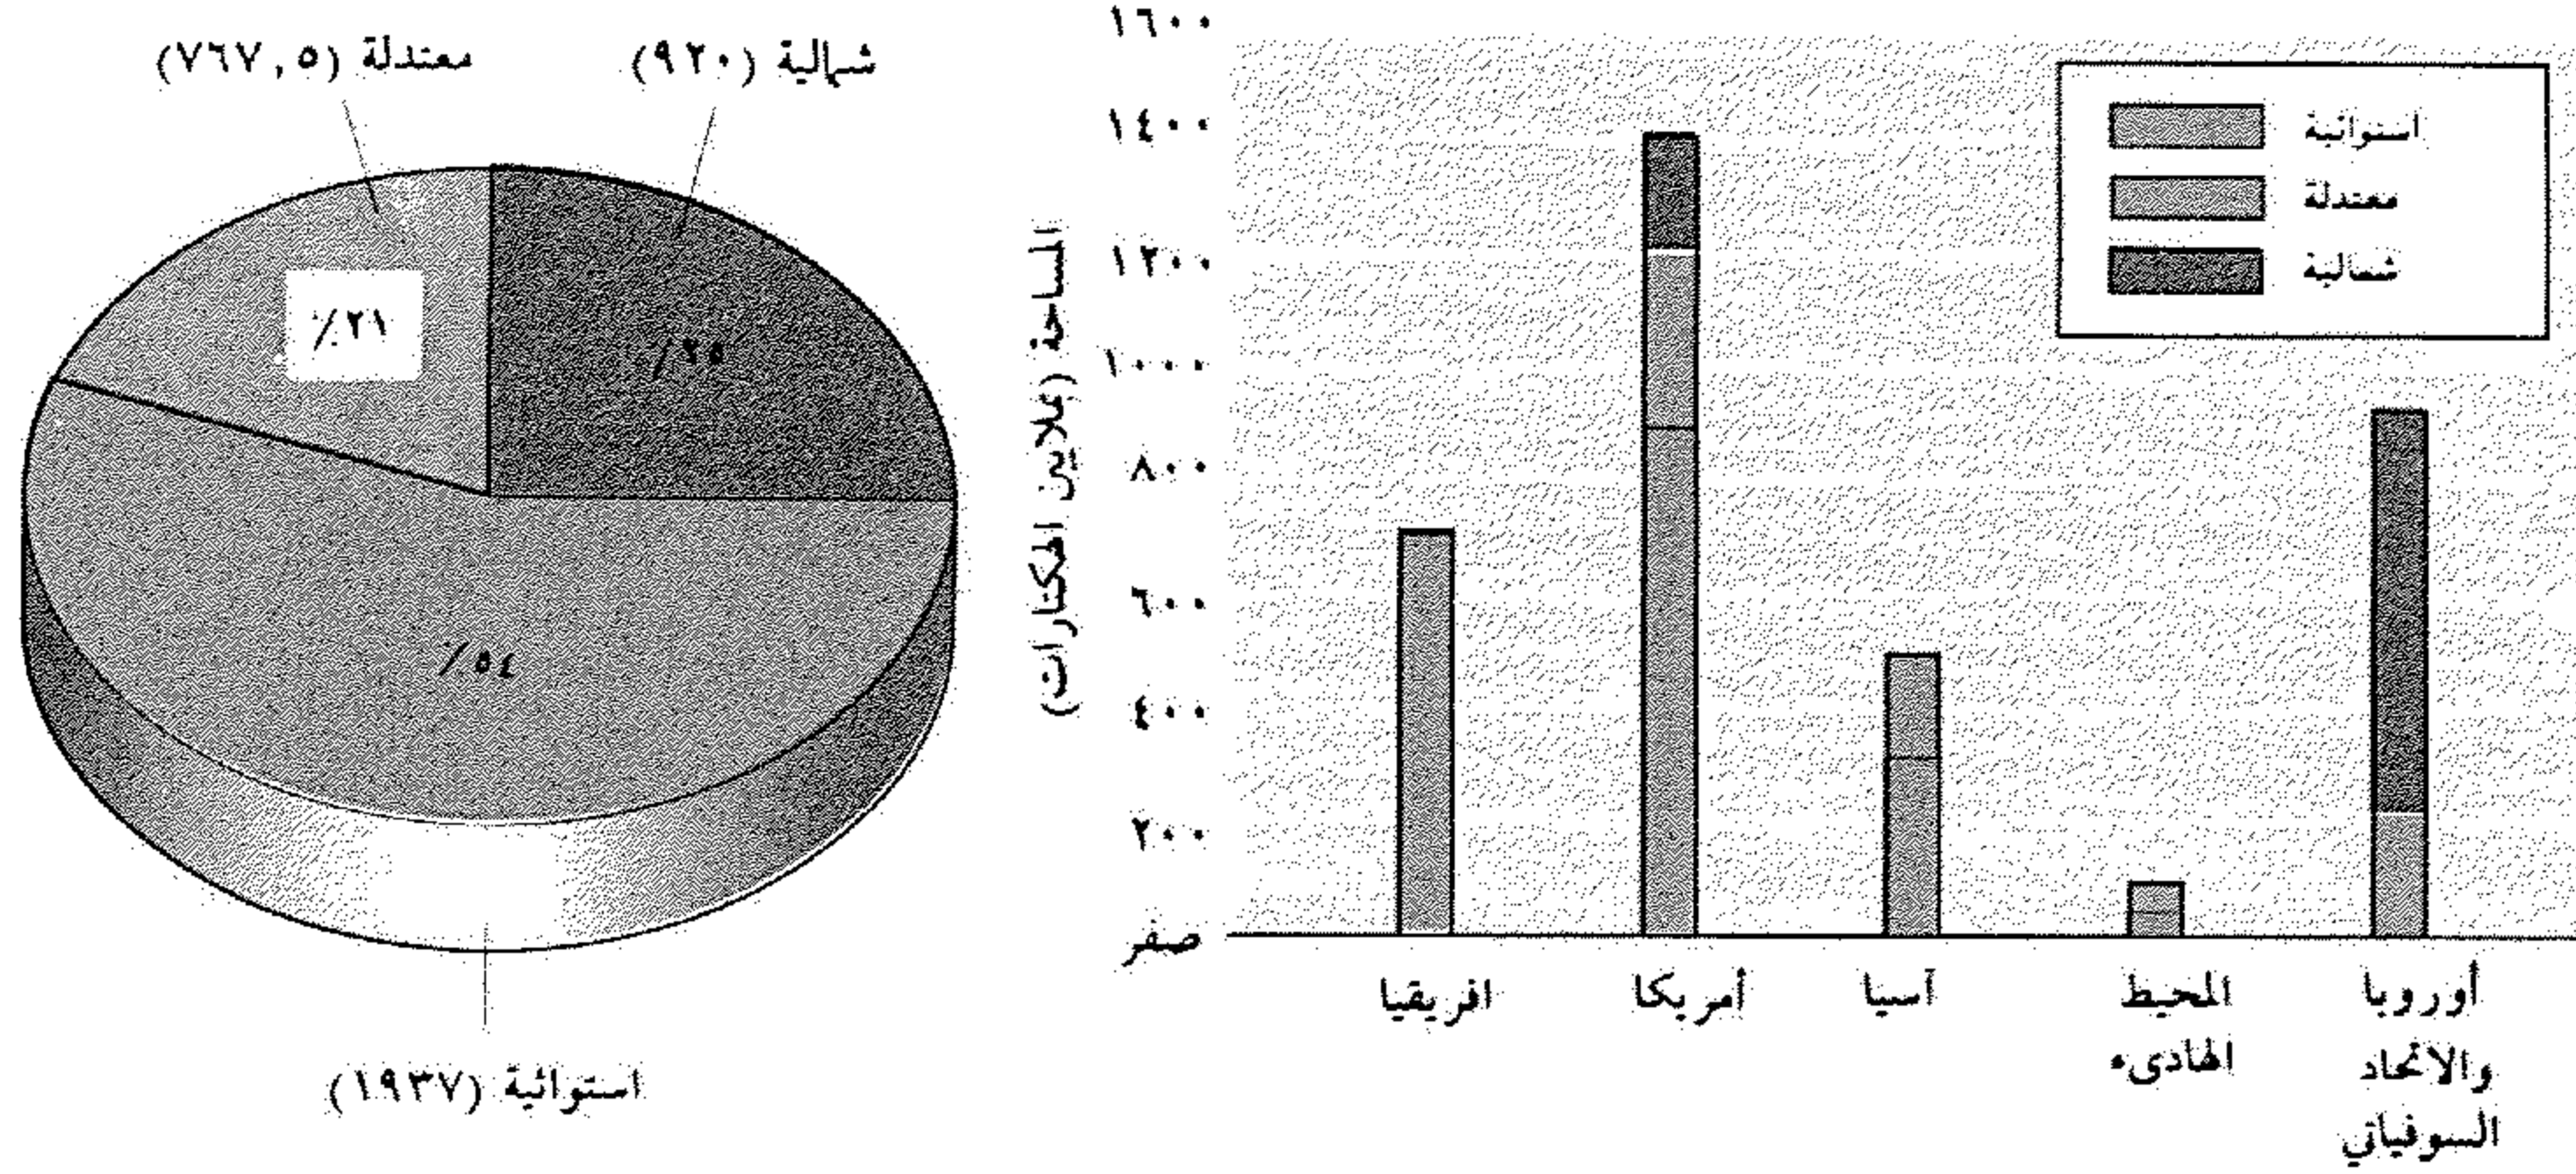 شمالية (٩٢٠)
معتدلة (٧٦٧,٥)
٢١٪
٢٥٪
٥٤٪
استوائية (١٩٣٧)
المساحة (بملايين الهكتارات)
١٦٠٠
١٤٠٠
١٢٠٠
١٠٠٠
٨٠٠
٦٠٠
٤٠٠
٢٠٠
صفر
استوائية
معتدلة
شمالية
افريقيا
أمريكا
آسيا
المحيط
الهادىء
أوروبا
والاتحاد
السوفياتي